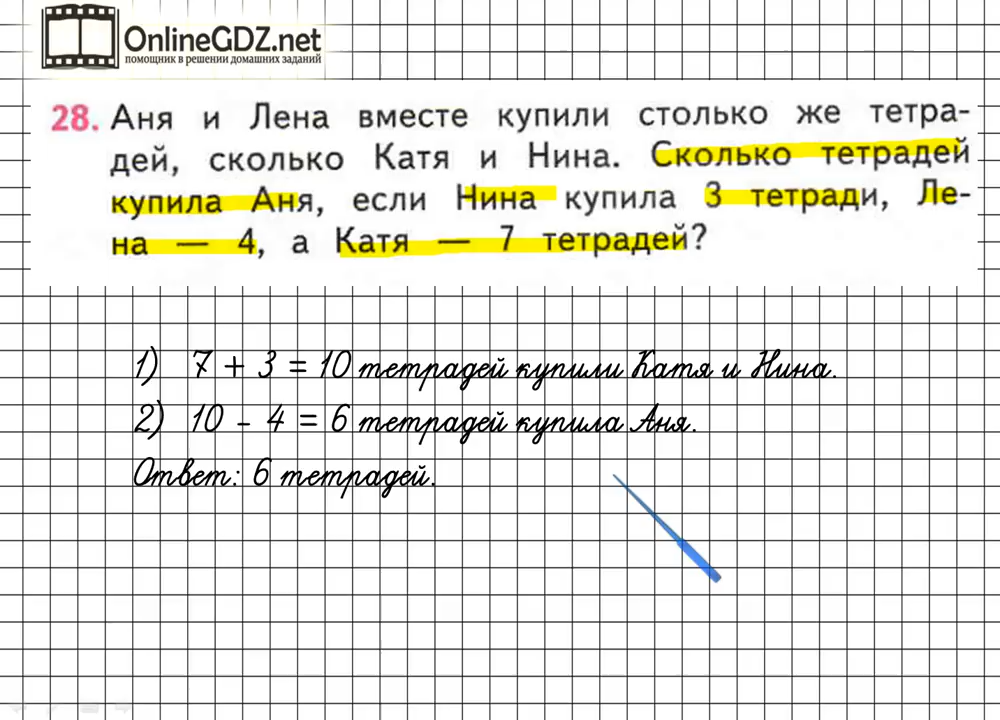 OnlineGDZ.net
помощник в решении домашних заданий
28. Аня и Лена вместе купили столько же тетра-
дей, сколько Катя и Нина. Сколько тетрадей
купила Аня, если Нина купила 3 тетради, Ле-
на — 4, а Катя — 7 тетрадей?
1) 7 + 3 = 10 тетрадей купили Катя и Нина.
2) 10 - 4 = 6 тетрадей купила Аня.
Ответ: 6 тетрадей.